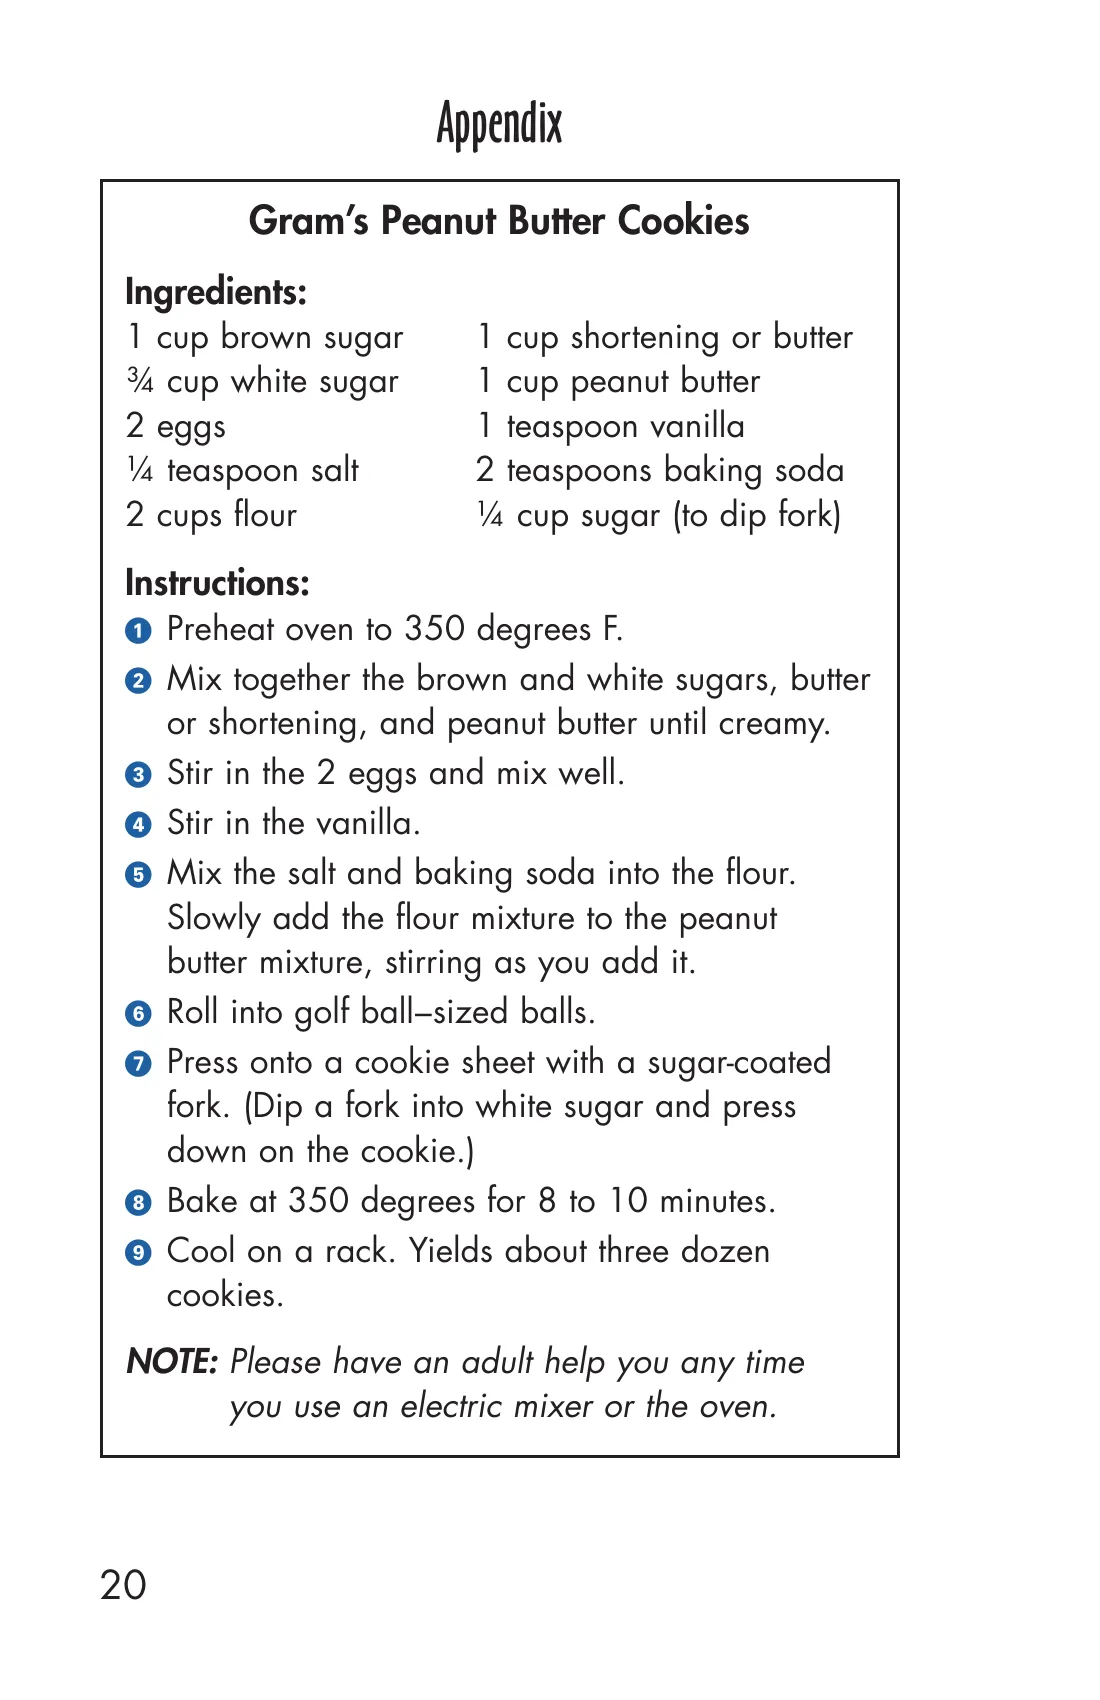 Appendix
Gram’s Peanut Butter Cookies
Ingredients:
1 cup brown sugar
¾ cup white sugar
2 eggs
¼ teaspoon salt
2 cups flour
1 cup shortening or butter
1 cup peanut butter
1 teaspoon vanilla
2 teaspoons baking soda
¼ cup sugar (to dip fork)
Instructions:
1 Preheat oven to 350 degrees F.
2 Mix together the brown and white sugars, butter
or shortening, and peanut butter until creamy.
3 Stir in the 2 eggs and mix well.
4 Stir in the vanilla.
5 Mix the salt and baking soda into the flour.
Slowly add the flour mixture to the peanut
butter mixture, stirring as you add it.
6 Roll into golf ball–sized balls.
7 Press onto a cookie sheet with a sugar-coated
fork. (Dip a fork into white sugar and press
down on the cookie.)
8 Bake at 350 degrees for 8 to 10 minutes.
9 Cool on a rack. Yields about three dozen
cookies.
NOTE: Please have an adult help you any time
you use an electric mixer or the oven.
20